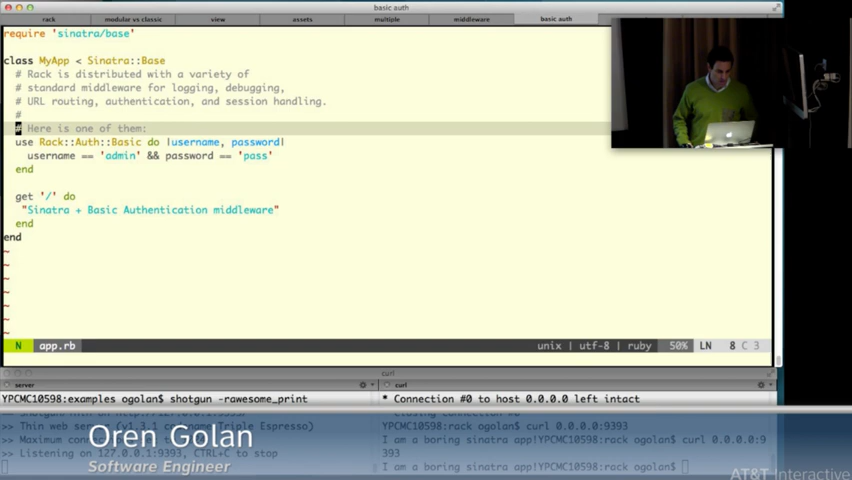 basic auth
rack
modular vs classic
view
assets
multiple
middleware
basic auth
require 'sinatra/base'
class MyApp < Sinatra::Base
# Rack is distributed with a variety of
# standard middleware for logging, debugging,
# URL routing, authentication, and session handling.
#
# Here is one of them:
use Rack::Auth::Basic do |username, password|
username == 'admin' && password == 'pass'
end
get '/' do
"Sinatra + Basic Authentication middleware"
end
end
~
~
~
~
~
~
~
N app.rb unix | utf-8 | ruby 50% LN 8 C 3
curl
server
curl
YPCMC10598:examples ogolan$ shotgun -rawesome_print
>> Thin web server (v1.3.1 codename Triple Espresso)
>> Maximum connections
>> Listening on 127.0.0.1:9393, CTRL+C to stop
* Connection #0 to host 0.0.0.0 left intact
YPCMC10598:rack ogolan$ curl 0.0.0.0:9393
I am a boring sinatra app!YPCMC10598:rack ogolan$ curl 0.0.0.0:9
393
I am a boring sinatra app!YPCMC10598:rack ogolan$
Oren Golan
Software Engineer
AT&T Interactive